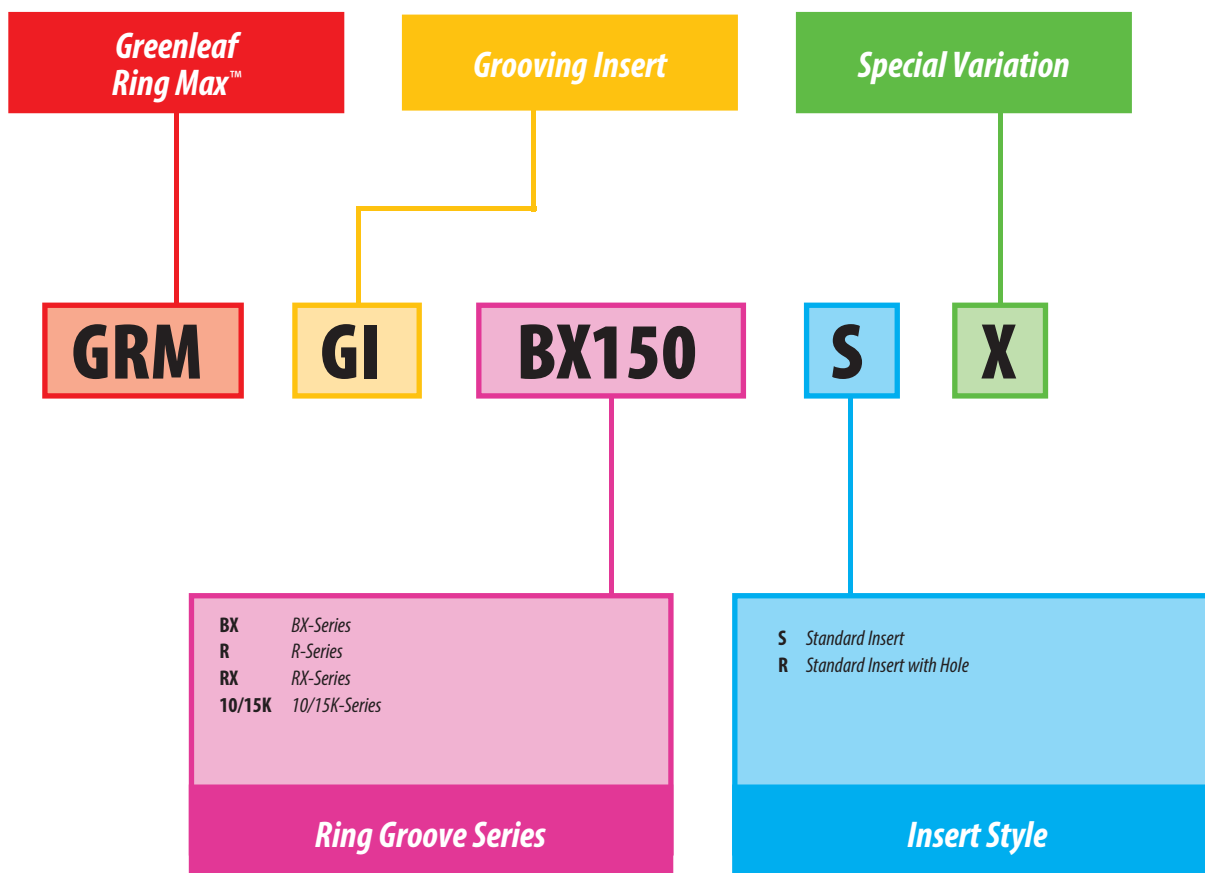 Greenleaf
Ring Max™
Grooving Insert
Special Variation
GRM GI BX150 S X
BX BX-Series
R R-Series
RX RX-Series
10/15K 10/15K-Series
Ring Groove Series
S Standard Insert
R Standard Insert with Hole
Insert Style